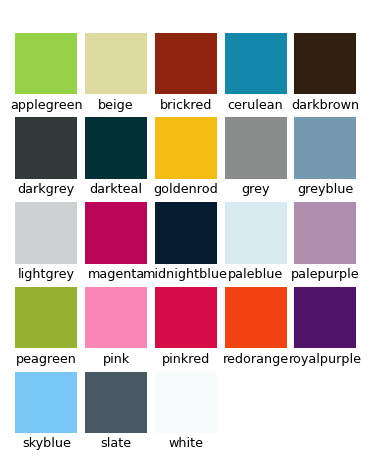 applegreen beige brickred cerulean darkbrown
darkgrey darkteal goldenrod grey greyblue
lightgrey magenta midnightblue paleblue palepurple
peagreen pink pinkred redorange royalpurple
skyblue slate white